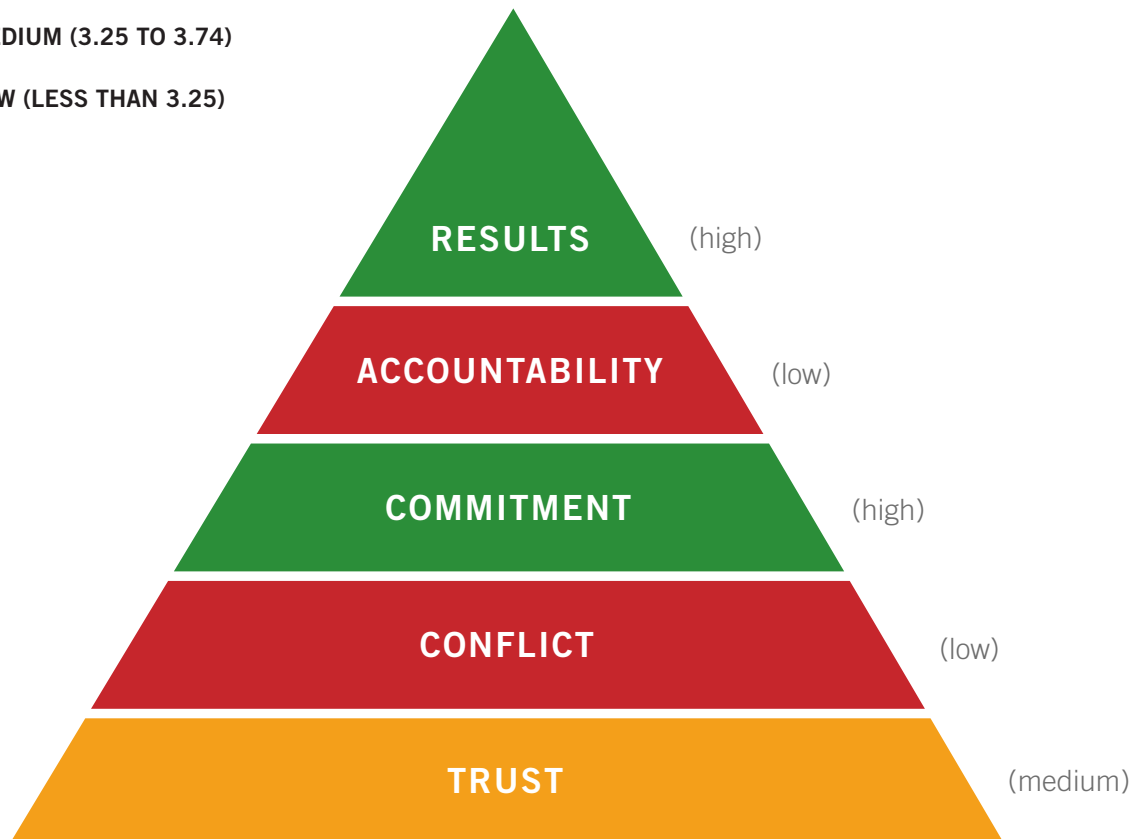 EDIUM (3.25 TO 3.74)
W (LESS THAN 3.25)
RESULTS (high)
ACCOUNTABILITY (low)
COMMITMENT (high)
CONFLICT (low)
TRUST (medium)